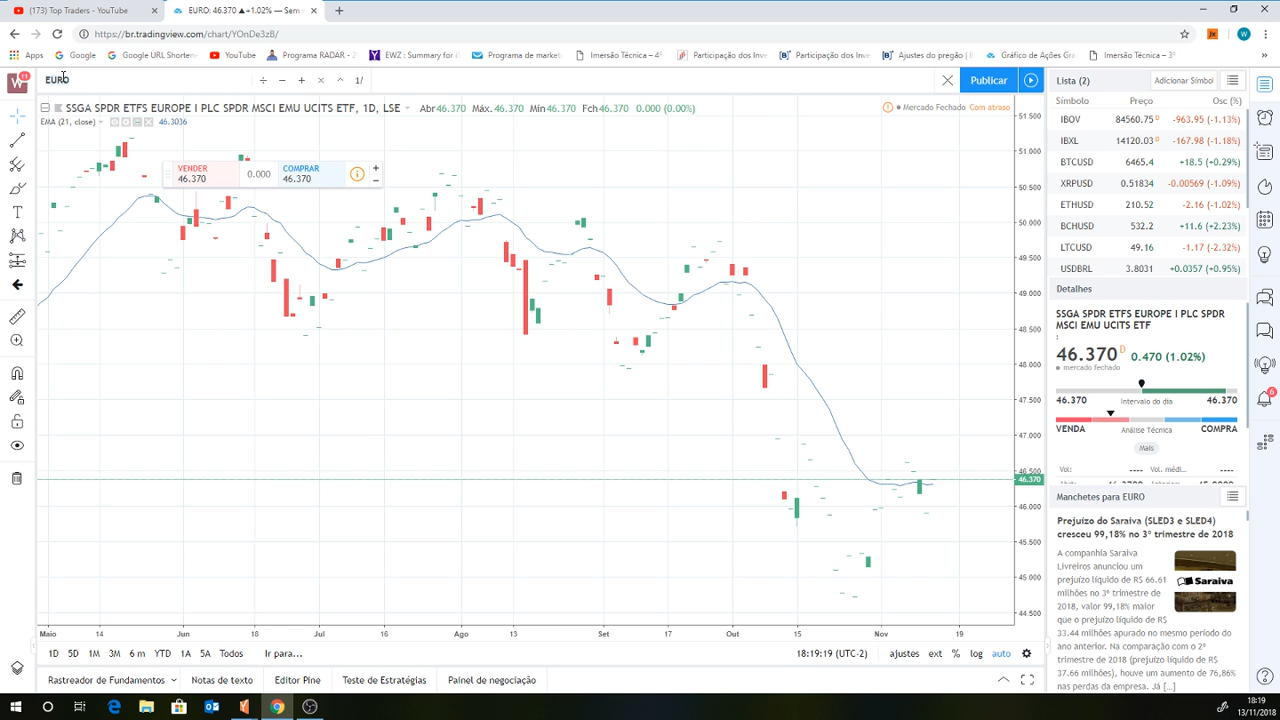 (173) Top Traders - YouTube
EURO: 46.370 ▲+1.02% — Sem
https://br.tradingview.com/chart/YOnDe3zB/
Apps
Google
Google URL Shortene
YouTube
Programa RADAR - 2
EWZ : Summary for i
Programa de mercad
Imersão Técnica – 4º
Participação dos Inve
Participação dos Inve
Ajustes do pregão | n
Gráfico de Ações Gra
Imersão Técnica – 3º
W
11
EURO
1/
Publicar
Lista (2)
Adicionar Símbol
SSGA SPDR ETFS EUROPE I PLC SPDR MSCI EMU UCITS ETF, 1D, LSE
Abr46.370 Máx.46.370 Mín46.370 Fch46.370 0.000 (0.00%)
Mercado Fechado Com atraso
EMA (21, close) 46.3036
VENDER
46.370
0.000
COMPRAR
46.370
Símbolo Preço Osc (%)
IBOV 84560.75 D -963.95 (-1.13%)
IBXL 14120.03 D -167.98 (-1.18%)
BTCUSD 6465.4 +18.5 (+0.29%)
XRPUSD 0.51834 -0.00569 (-1.09%)
ETHUSD 210.52 -2.16 (-1.02%)
BCHUSD 532.2 +11.6 (+2.23%)
LTCUSD 49.16 -1.17 (-2.32%)
USDBRL 3.8031 +0.0357 (+0.95%)
51.500
51.000
50.500
50.000
49.500
49.000
48.500
48.000
47.500
47.000
46.500
46.370
46.000
45.500
45.000
44.500
Detalhes
SSGA SPDR ETFS EUROPE I PLC SPDR
MSCI EMU UCITS ETF
:
46.370 D 0.470 (1.02%)
mercado fechado
46.370 Intervalo do dia 46.370
VENDA Análise Técnica COMPRA
Mais
Vol: ---- Vol. médi... ----
Manchetes para EURO
Prejuízo do Saraiva (SLED3 e SLED4)
cresceu 99,18% no 3º trimestre de 2018
A companhia Saraiva
Livreiros anunciou um
prejuízo líquido de R$ 66.61
milhões no 3º trimestre de
2018, valor 99,18% maior
que o prejuízo líquido de R$
33.44 milhões apurado no mesmo período do
ano anterior. Na comparação com o 2º
trimestre de 2018 (prejuízo líquido de R$
37.66 milhões), houve um aumento de 76,86%
nas perdas da empresa. Já [...]
Saraiva
6
Maio 14 Jun 18 Jul 16 Ago 13 Set 17 Out 15 Nov 19
1D 5D 1M 3M 6 m YTD 1A 5A Todos Ir para...
18:19:19 (UTC-2) ajustes ext % log auto
Rastreador de Fundamentos Notas de texto Editor Pine Teste de Estratégias Painel de negociação
18:19
13/11/2018